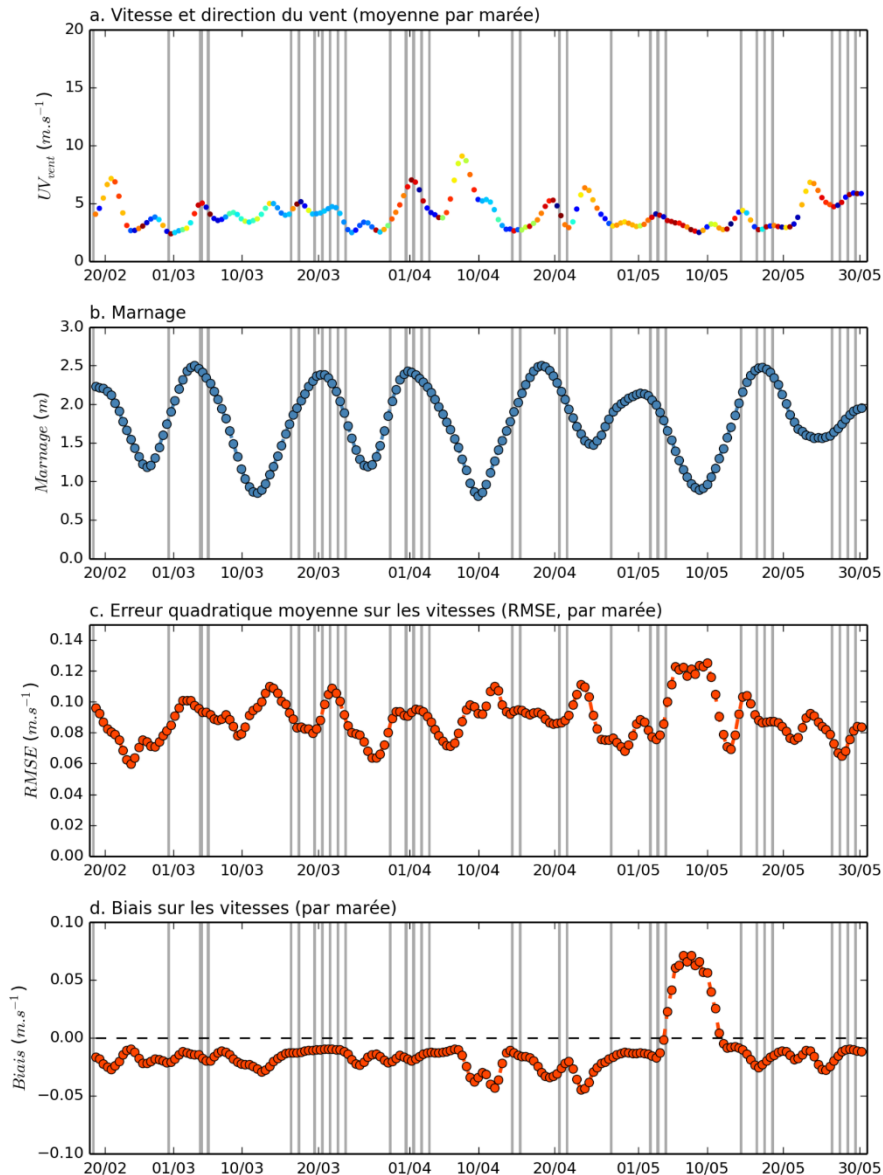 a. Vitesse et direction du vent (moyenne par marée)
20
15
10
5
0
UV_vent (m.s⁻¹)
20/02 01/03 10/03 20/03 01/04 10/04 20/04 01/05 10/05 20/05 30/05
b. Marnage
3.0
2.5
2.0
1.5
1.0
0.5
0.0
Marnage (m)
20/02 01/03 10/03 20/03 01/04 10/04 20/04 01/05 10/05 20/05 30/05
c. Erreur quadratique moyenne sur les vitesses (RMSE, par marée)
0.14
0.12
0.10
0.08
0.06
0.04
0.02
0.00
RMSE (m.s⁻¹)
20/02 01/03 10/03 20/03 01/04 10/04 20/04 01/05 10/05 20/05 30/05
d. Biais sur les vitesses (par marée)
0.10
0.05
0.00
−0.05
−0.10
Biais (m.s⁻¹)
20/02 01/03 10/03 20/03 01/04 10/04 20/04 01/05 10/05 20/05 30/05